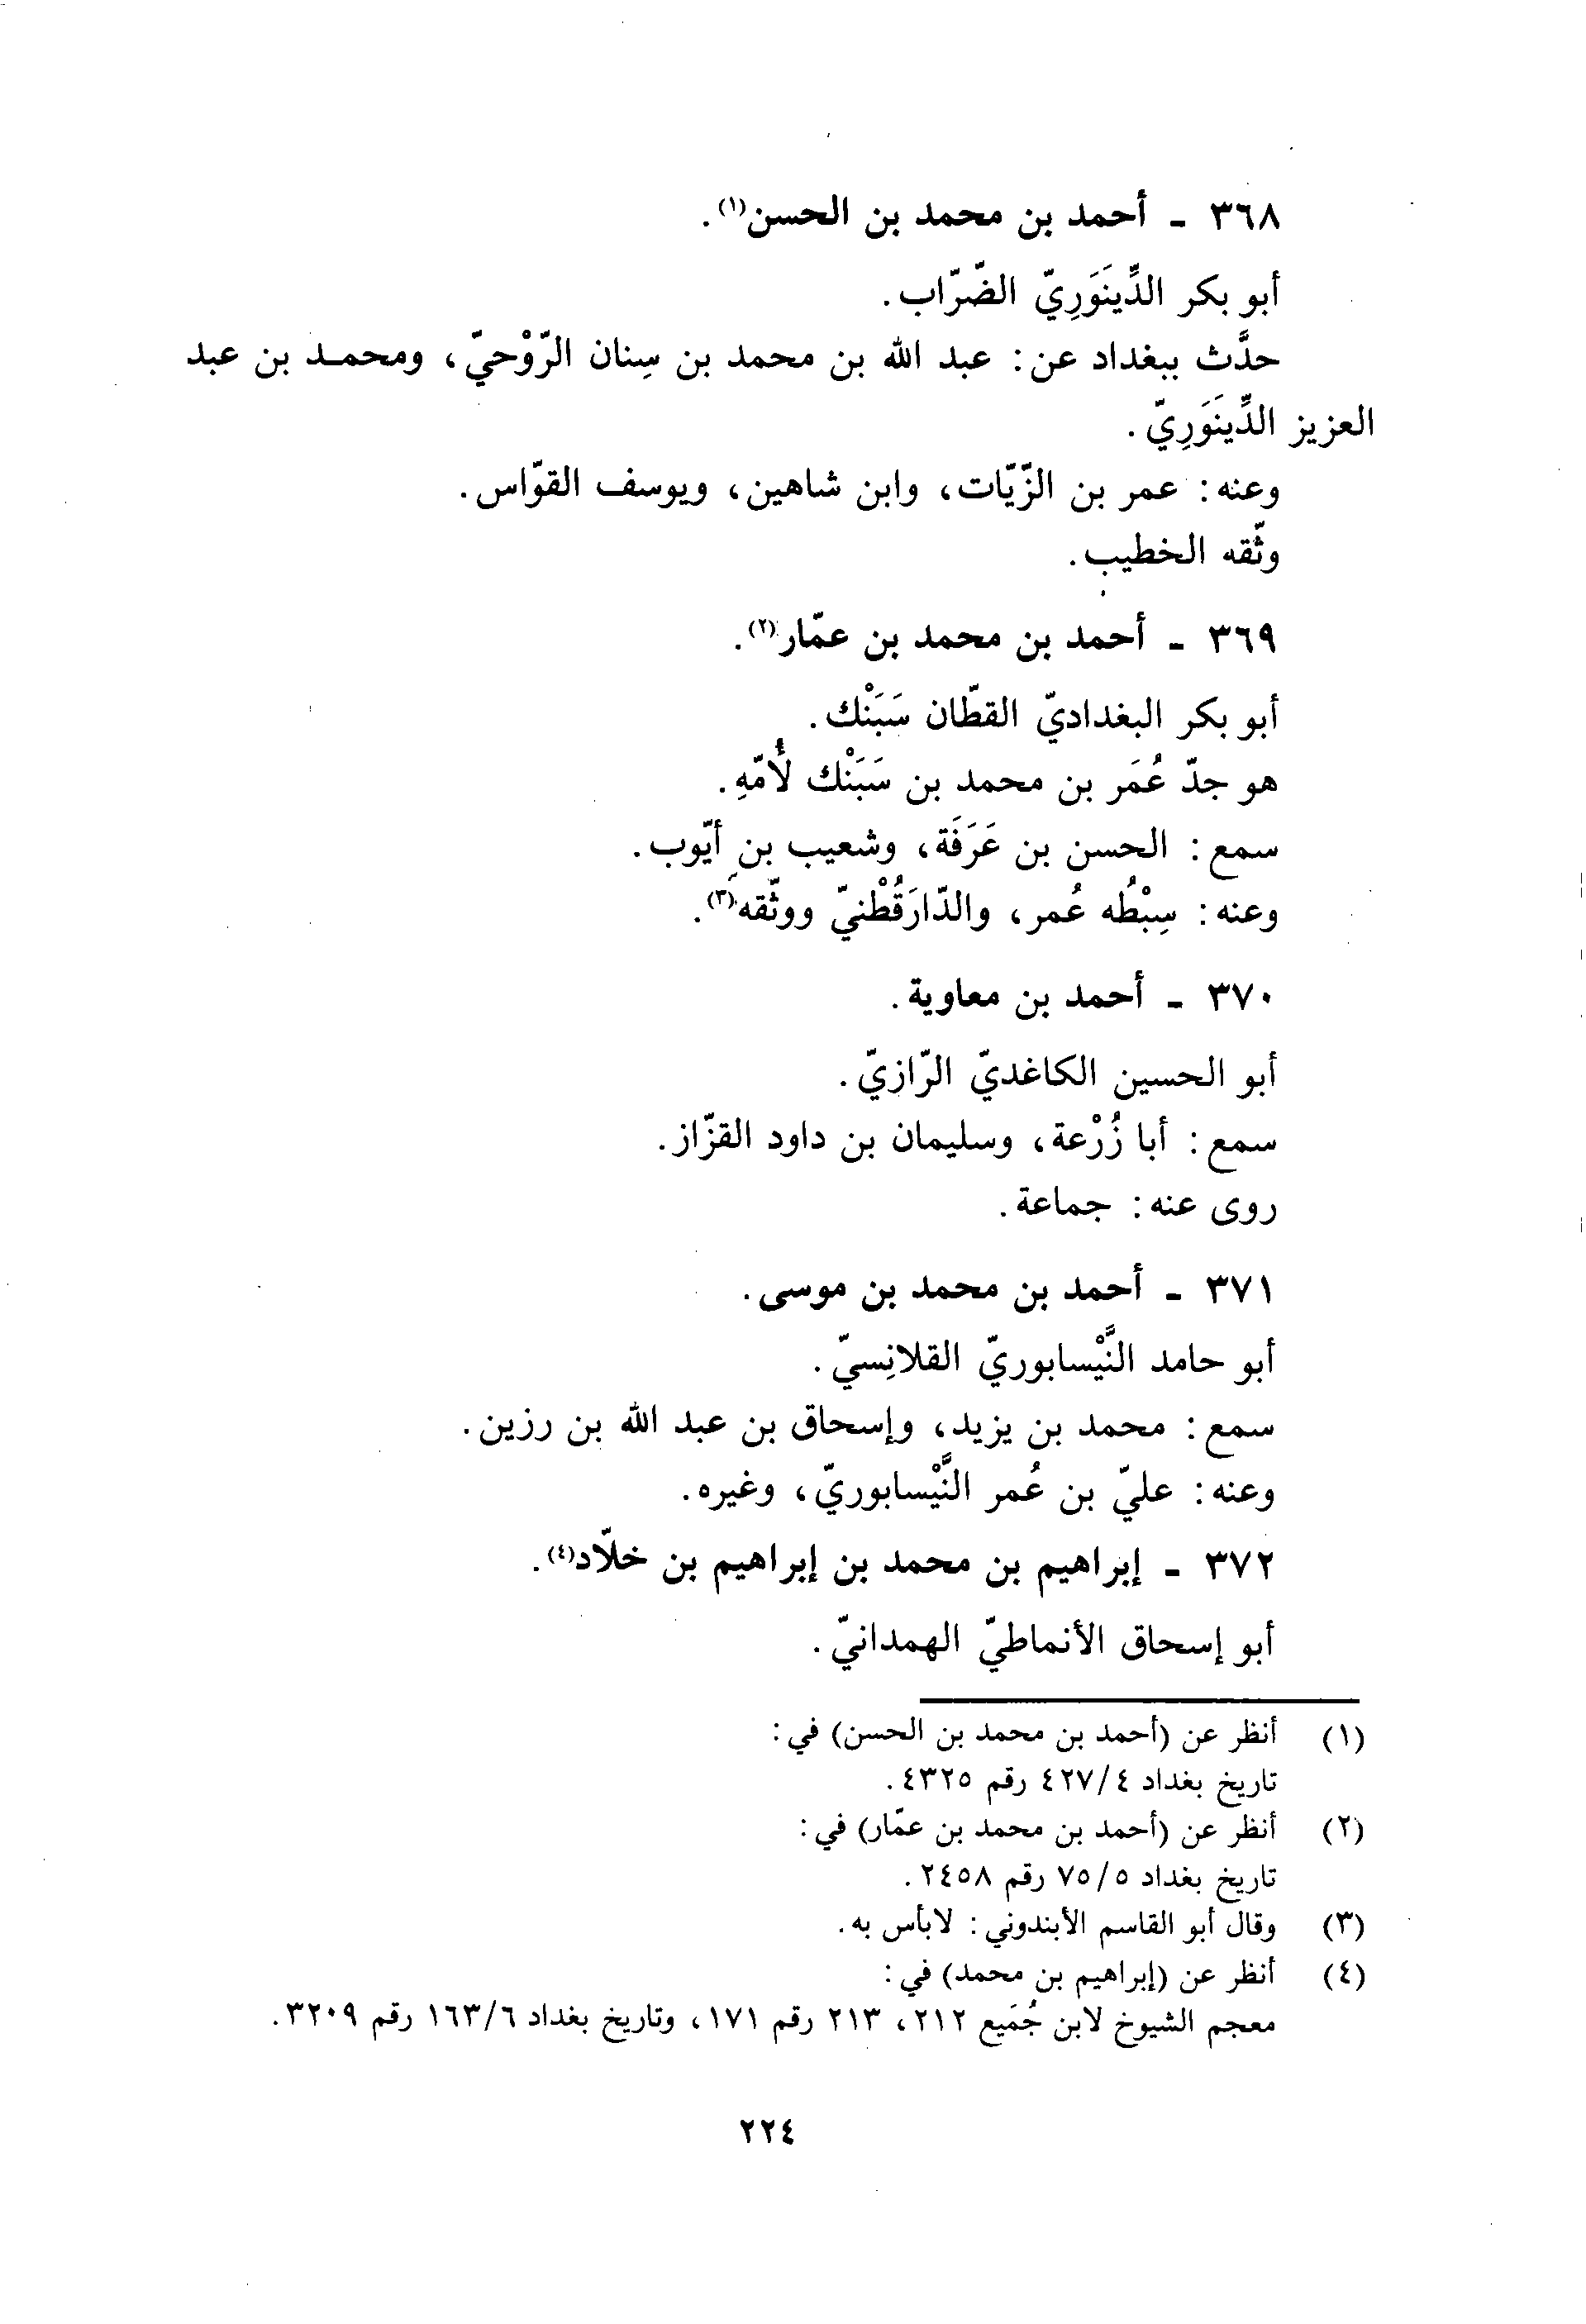 ٣٦٨ ـ أحمد بن محمد بن الحسن(١).
أبو بكر الدِّينَوَرِيّ الضّرّاب.
حدَّث ببغداد عن: عبد الله بن محمد بن سِنان الرّوْحيّ، ومحمـد بن عبد
العزيز الدِّينَوَرِيّ.
وعنه: عمر بن الزّيّات، وابن شاهين، ويوسف القوّاس.
وثّقه الخطيب.
٣٦٩ ـ أحمد بن محمد بن عمّار(٢).
أبو بكر البغداديّ القطّان سَبَنْك.
هو جدّ عُمَر بن محمد بن سَبَنْك لأُمّهِ.
سمع: الحسن بن عَرَفَة، وشعيب بن أيّوب.
وعنه: سِبْطُه عُمر، والدّارَقُطْنيّ ووثّقه(٣).
٣٧٠ ـ أحمد بن معاوية.
أبو الحسين الكاغديّ الرّازيّ.
سمع: أبا زُرْعة، وسليمان بن داود القزّاز.
روى عنه: جماعة.
٣٧١ ـ أحمد بن محمد بن موسى.
أبو حامد النَّيْسابوريّ القلانِسيّ.
سمع: محمد بن يزيد، وإسحاق بن عبد الله بن رزين.
وعنه: عليّ بن عُمر النَّيْسابوريّ، وغيره.
٣٧٢ ـ إبراهيم بن محمد بن إبراهيم بن خلّاد(٤).
أبو إسحاق الأنماطيّ الهمدانيّ.
(١) أنظر عن (أحمد بن محمد بن الحسن) في:
تاريخ بغداد ٤/٤٢٧ رقم ٤٣٢٥.
(٢) أنظر عن (أحمد بن محمد بن عمّار) في:
تاريخ بغداد ٥/٧٥ رقم ٢٤٥٨.
(٣) وقال أبو القاسم الأبندوني: لابأس به.
(٤) أنظر عن (إبراهيم بن محمد) في:
معجم الشيوخ لابن جُمَيع ٢١٢، ٢١٣ رقم ١٧١، وتاريخ بغداد ٦/١٦٣ رقم ٣٢٠٩.
٢٢٤